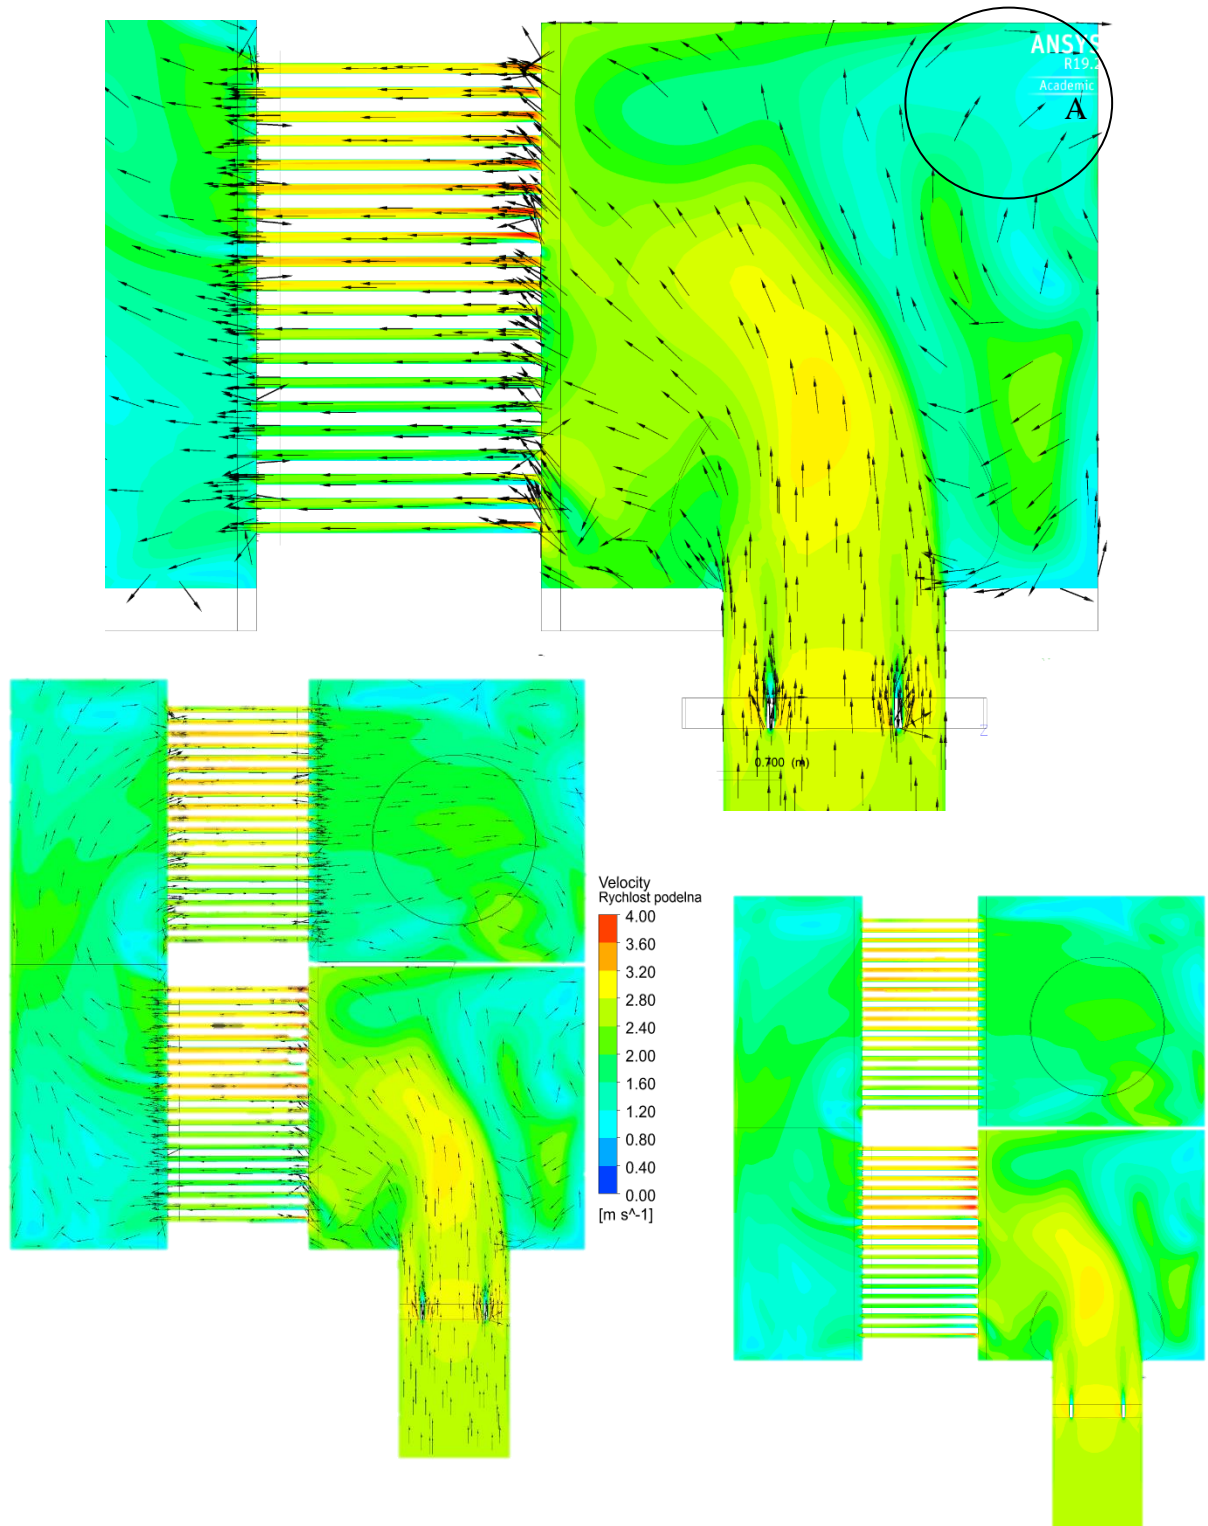 ANSYS
R19.2
Academic
A
0.700 (m)
Z
Velocity
Rychlost podelna
4.00
3.60
3.20
2.80
2.40
2.00
1.60
1.20
0.80
0.40
0.00
[m s^-1]